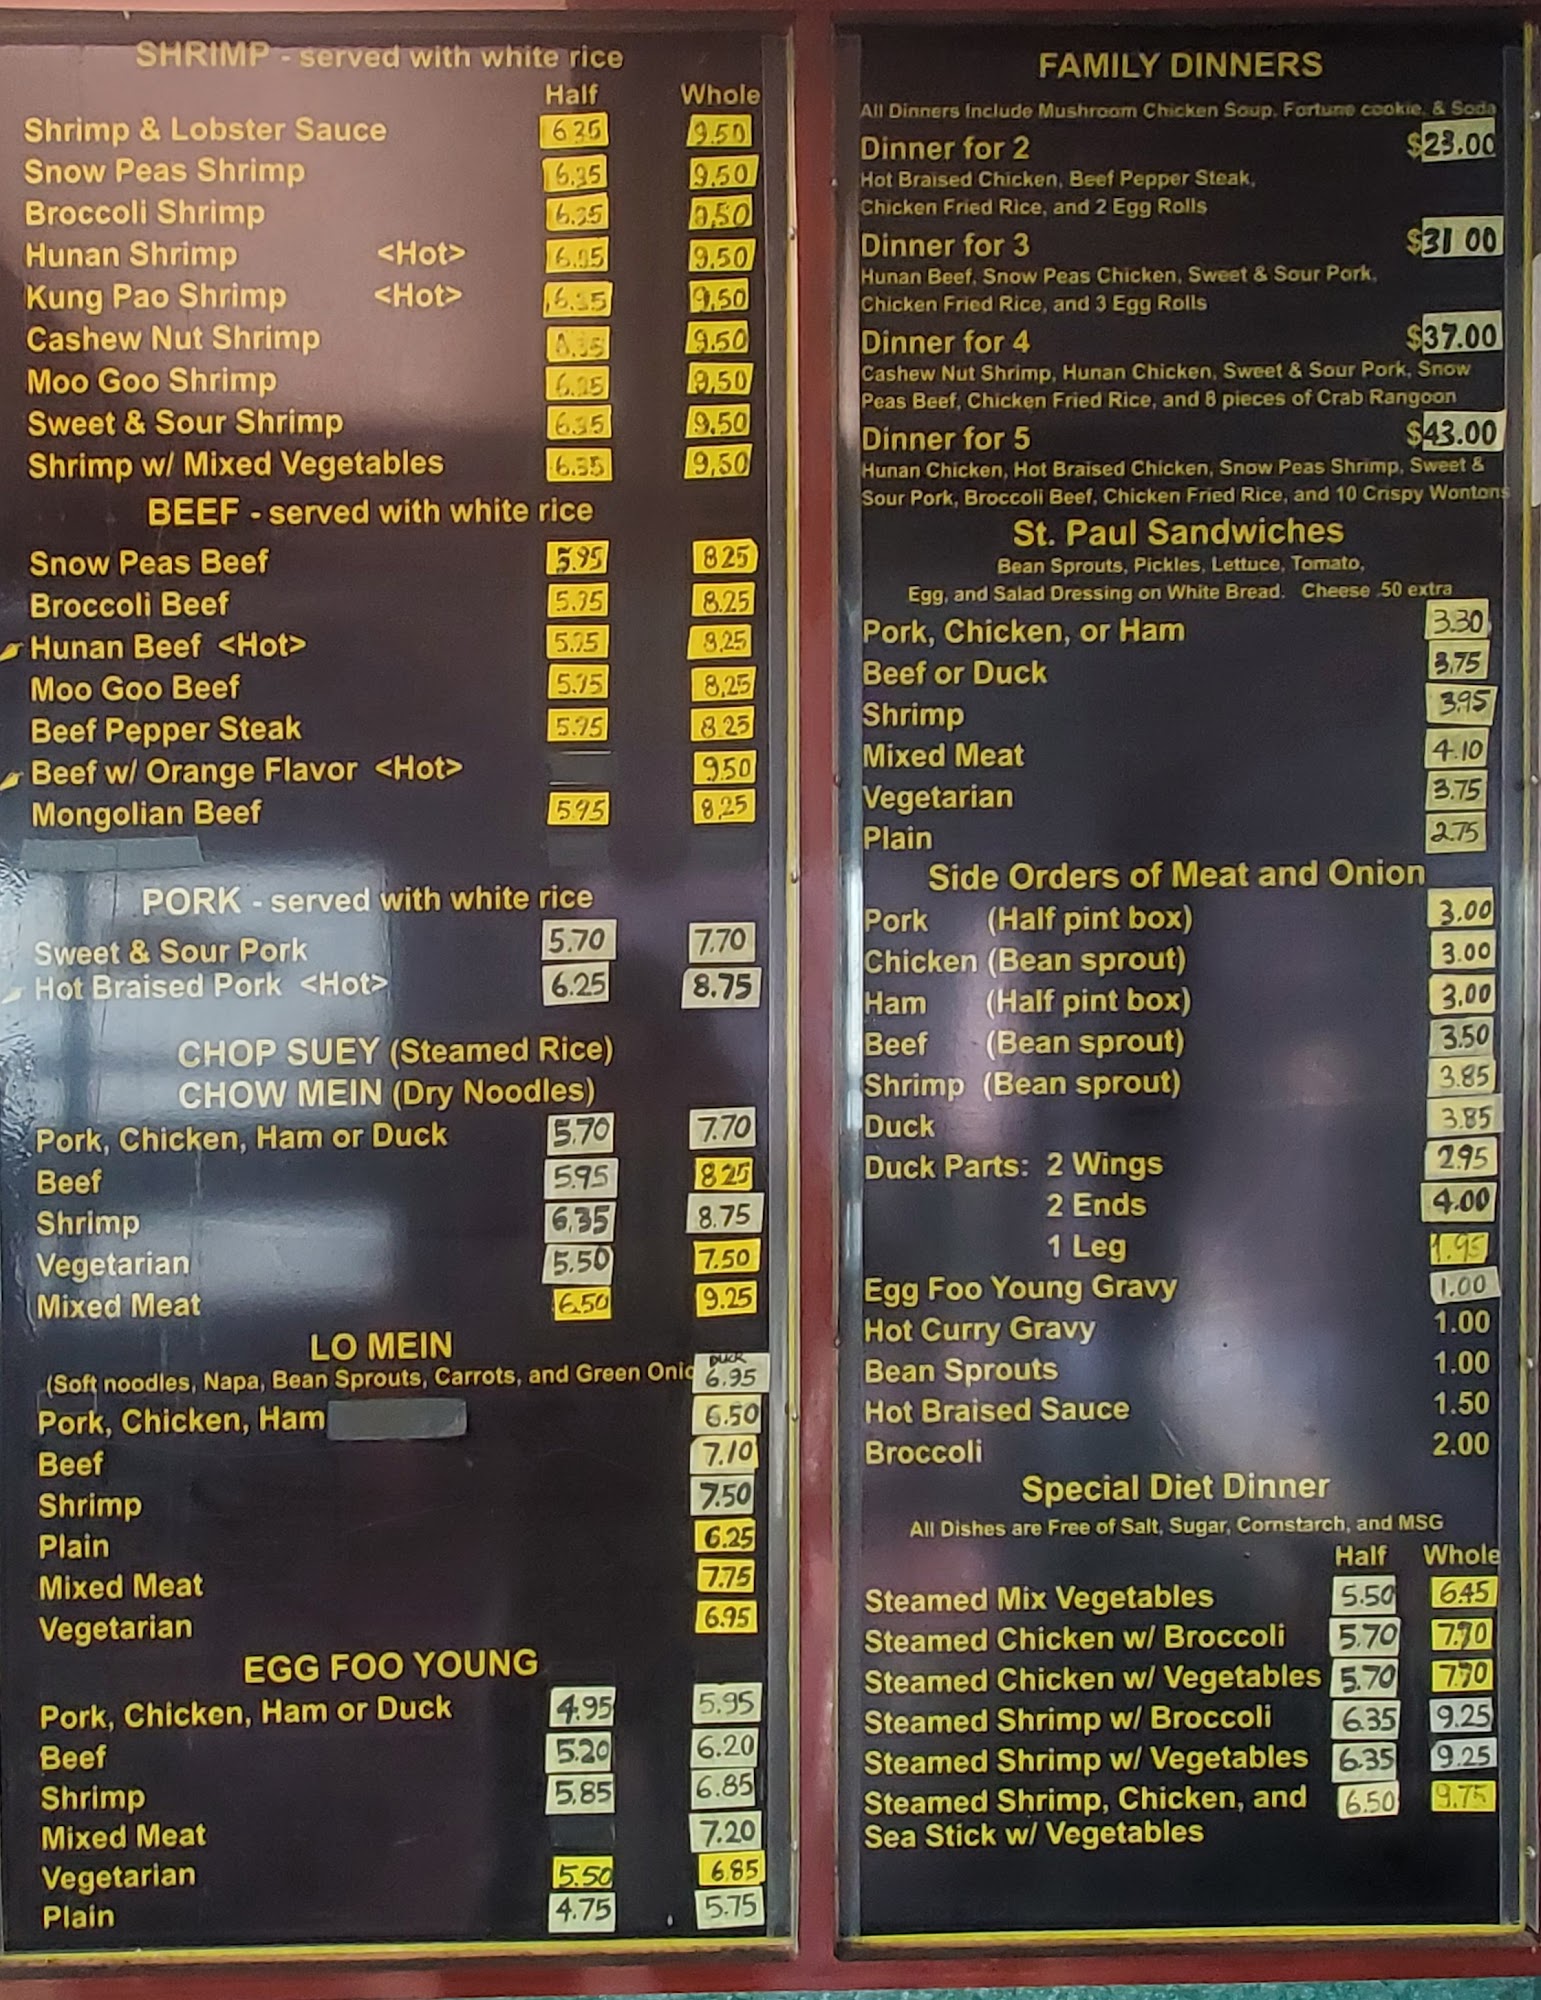 SHRIMP - served with white rice
Half Whole
Shrimp & Lobster Sauce 6.35 9.50
Snow Peas Shrimp 6.35 9.50
Broccoli Shrimp 6.35 9.50
Hunan Shrimp <Hot> 6.35 9.50
Kung Pao Shrimp <Hot> 6.35 9.50
Cashew Nut Shrimp 9.50
Moo Goo Shrimp 6.35 9.50
Sweet & Sour Shrimp 6.35 9.50
Shrimp w/ Mixed Vegetables 6.35 9.50
BEEF - served with white rice
Snow Peas Beef 5.95 8.25
Broccoli Beef 5.95 8.25
Hunan Beef <Hot> 5.95 8.25
Moo Goo Beef 5.95 8.25
Beef Pepper Steak 5.95 8.25
Beef w/ Orange Flavor <Hot> 9.50
Mongolian Beef 5.95 8.25
PORK - served with white rice
Sweet & Sour Pork 5.70 7.70
Hot Braised Pork <Hot> 6.25 8.75
CHOP SUEY (Steamed Rice)
CHOW MEIN (Dry Noodles)
Pork, Chicken, Ham or Duck 5.70 7.70
Beef 5.95 8.25
Shrimp 6.35 8.75
Vegetarian 5.50 7.50
Mixed Meat 6.50 9.25
LO MEIN
(Soft noodles, Napa, Bean Sprouts, Carrots, and Green Onio DUCK 6.95
Pork, Chicken, Ham 6.50
Beef 7.10
Shrimp 7.50
Plain 6.25
Mixed Meat 7.75
Vegetarian 6.95
EGG FOO YOUNG
Pork, Chicken, Ham or Duck 4.95 5.95
Beef 5.20 6.20
Shrimp 5.85 6.85
Mixed Meat 7.20
Vegetarian 5.50 6.85
Plain 4.75 5.75
FAMILY DINNERS
All Dinners Include Mushroom Chicken Soup, Fortune cookie, & Soda
Dinner for 2 $23.00
Hot Braised Chicken, Beef Pepper Steak,
Chicken Fried Rice, and 2 Egg Rolls
Dinner for 3 $31 00
Hunan Beef, Snow Peas Chicken, Sweet & Sour Pork,
Chicken Fried Rice, and 3 Egg Rolls
Dinner for 4 $37.00
Cashew Nut Shrimp, Hunan Chicken, Sweet & Sour Pork, Snow
Peas Beef, Chicken Fried Rice, and 8 pieces of Crab Rangoon
Dinner for 5 $43.00
Hunan Chicken, Hot Braised Chicken, Snow Peas Shrimp, Sweet &
Sour Pork, Broccoli Beef, Chicken Fried Rice, and 10 Crispy Wontons
St. Paul Sandwiches
Bean Sprouts, Pickles, Lettuce, Tomato,
Egg, and Salad Dressing on White Bread. Cheese .50 extra
Pork, Chicken, or Ham 3.30
Beef or Duck 3.75
Shrimp 3.95
Mixed Meat 4.10
Vegetarian 3.75
Plain 2.75
Side Orders of Meat and Onion
Pork (Half pint box) 3.00
Chicken (Bean sprout) 3.00
Ham (Half pint box) 3.00
Beef (Bean sprout) 3.50
Shrimp (Bean sprout) 3.85
Duck 3.85
Duck Parts: 2 Wings 2.95
2 Ends 4.00
1 Leg 1.95
Egg Foo Young Gravy 1.00
Hot Curry Gravy 1.00
Bean Sprouts 1.00
Hot Braised Sauce 1.50
Broccoli 2.00
Special Diet Dinner
All Dishes are Free of Salt, Sugar, Cornstarch, and MSG
Half Whole
Steamed Mix Vegetables 5.50 6.45
Steamed Chicken w/ Broccoli 5.70 7.70
Steamed Chicken w/ Vegetables 5.70 7.70
Steamed Shrimp w/ Broccoli 6.35 9.25
Steamed Shrimp w/ Vegetables 6.35 9.25
Steamed Shrimp, Chicken, and 6.50 9.75
Sea Stick w/ Vegetables